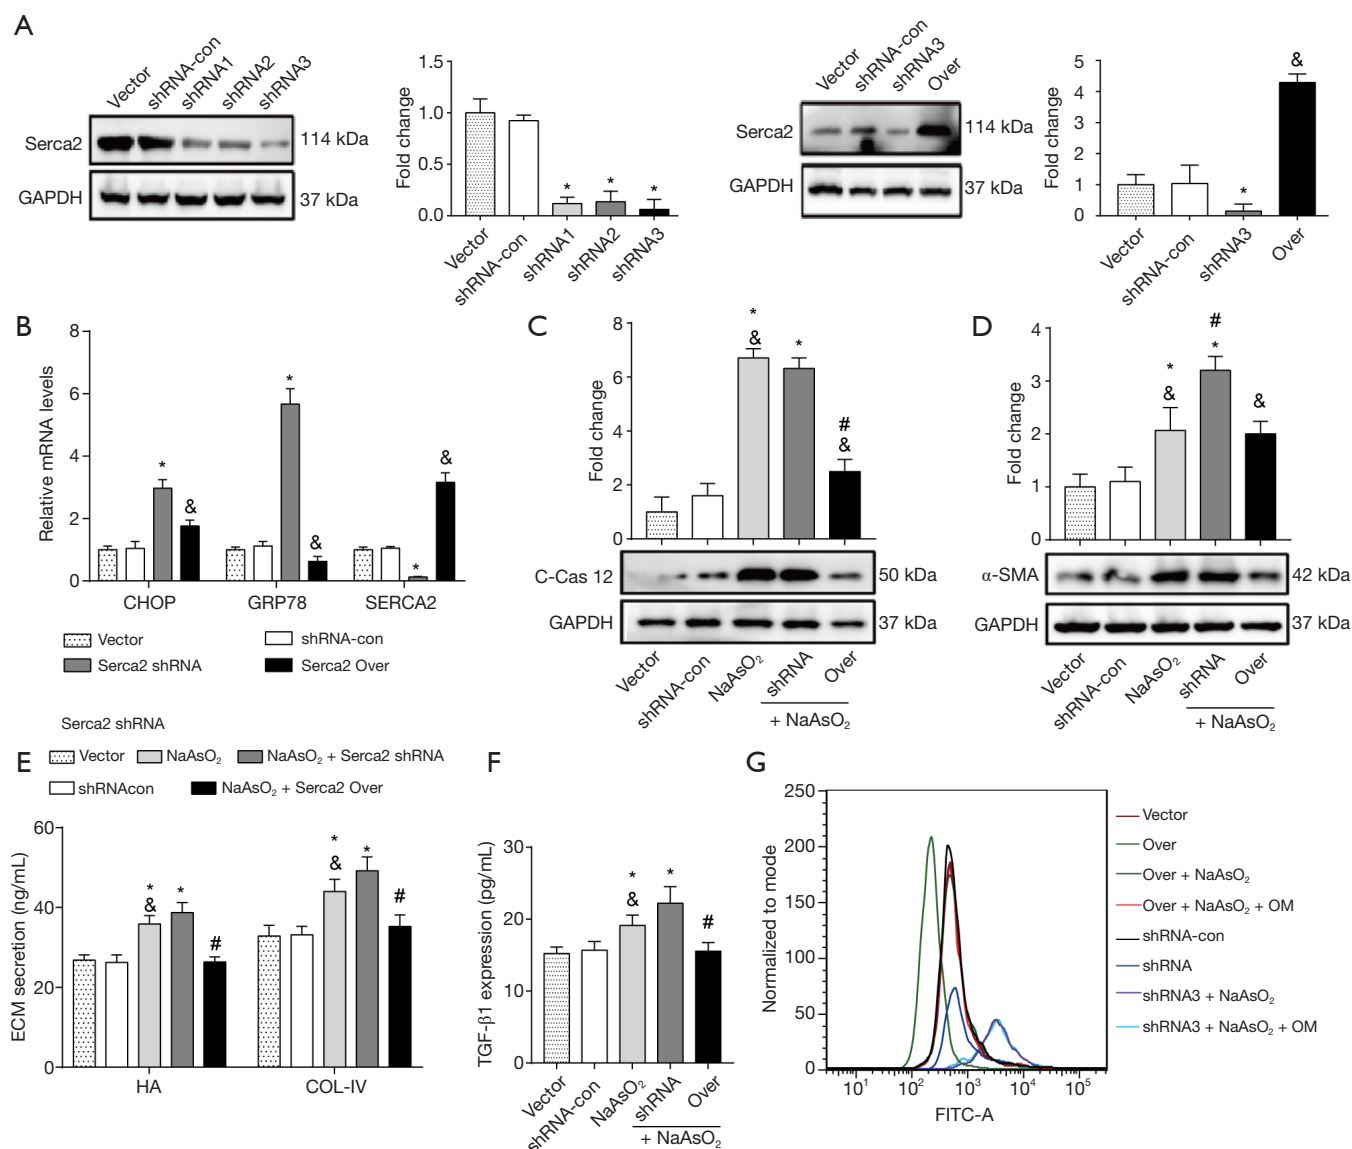 A
Vector
shRNA-con
shRNA1
shRNA2
shRNA3
Serca2
114 kDa
GAPDH
37 kDa
Fold change
1.5
1.0
0.5
0.0
*
*
*
Vector
shRNA-con
shRNA1
shRNA2
shRNA3
Vector
shRNA-con
shRNA3
Over
Serca2
114 kDa
GAPDH
37 kDa
Fold change
5
4
5
2
1
0
*
&
Vector
shRNA-con
shRNA3
Over
B
Relative mRNA levels
8
6
4
2
0
*
&
*
&
*
&
CHOP
GRP78
SERCA2
Vector
shRNA-con
Serca2 shRNA
Serca2 Over
C
Fold change
8
6
4
2
0
*
&
*
#
&
C-Cas 12
50 kDa
GAPDH
37 kDa
Vector
shRNA-con
NaAsO₂
shRNA
Over
+ NaAsO₂
D
Fold change
4
3
2
1
0
*
&
#
*
&
α-SMA
42 kDa
GAPDH
37 kDa
Vector
shRNA-con
NaAsO₂
shRNA
Over
+ NaAsO₂
Serca2 shRNA
E
Vector
NaAsO₂
NaAsO₂ + Serca2 shRNA
shRNAcon
NaAsO₂ + Serca2 Over
ECM secretion (ng/mL)
60
40
20
0
*
&
*
#
*
&
*
#
HA
COL-IV
F
TGF-β1 expression (pg/mL)
30
20
10
0
*
&
*
#
Vector
shRNA-con
NaAsO₂
shRNA
Over
+ NaAsO₂
G
Normalized to mode
250
200
150
100
50
0
10¹
10²
10³
10⁴
10⁵
FITC-A
Vector
Over
Over + NaAsO₂
Over + NaAsO₂ + OM
shRNA-con
shRNA
shRNA3 + NaAsO₂
shRNA3 + NaAsO₂ + OM